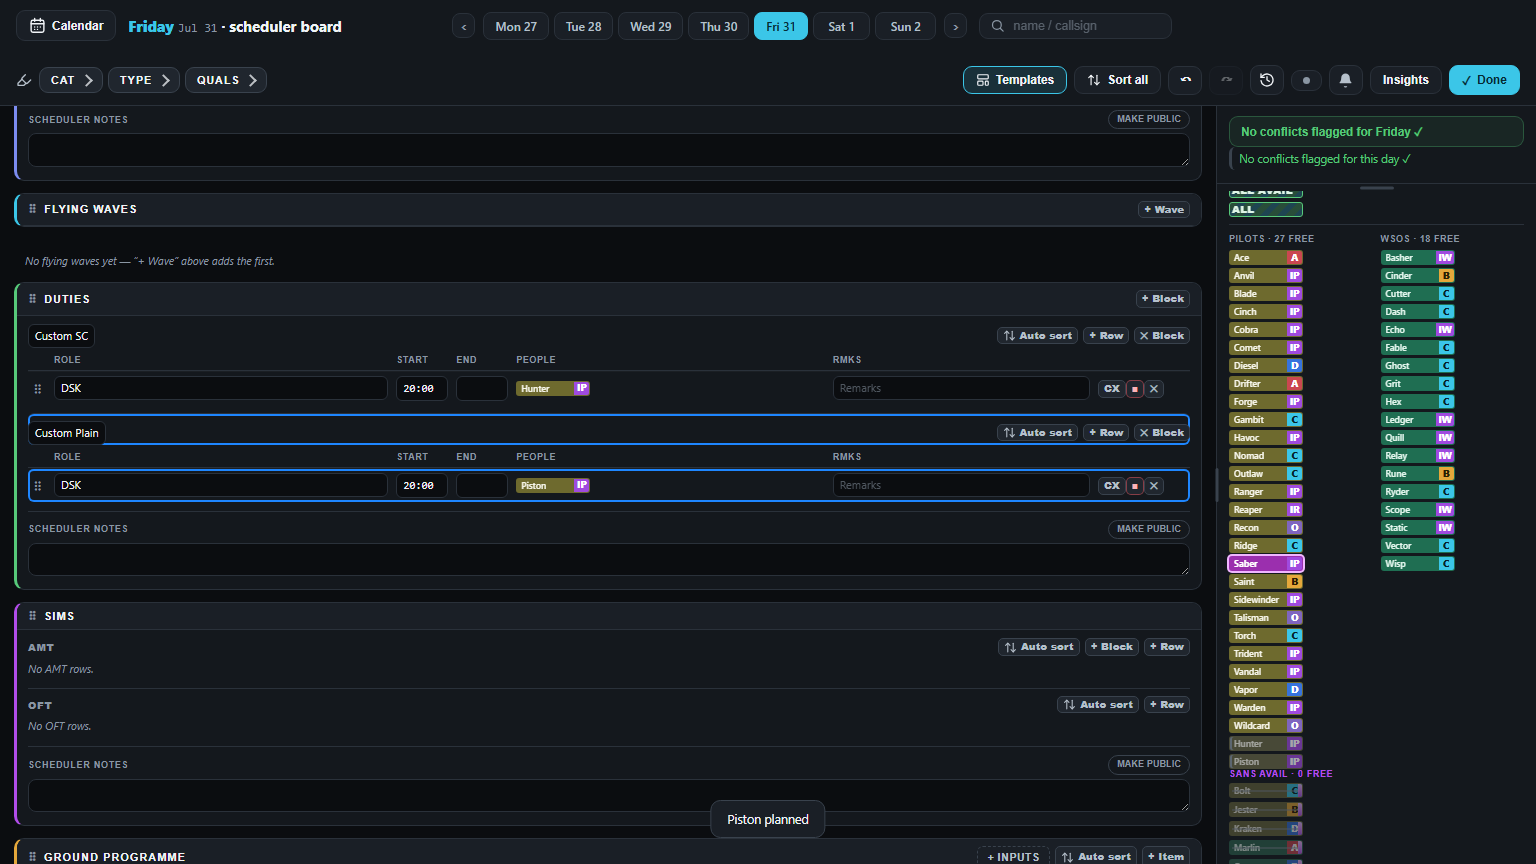 Calendar
Friday Jul 31 · scheduler board
‹ Mon 27 Tue 28 Wed 29 Thu 30 Fri 31 Sat 1 Sun 2 ›
name / callsign
CAT TYPE QUALS
Templates Sort all Insights ✓ Done
SCHEDULER NOTES MAKE PUBLIC
FLYING WAVES + Wave
No flying waves yet — "+ Wave" above adds the first.
DUTIES + Block
Custom SC Auto sort + Row ✕ Block
ROLE START END PEOPLE RMKS
DSK 20:00 Hunter IP Remarks CX ✕
Custom Plain Auto sort + Row ✕ Block
ROLE START END PEOPLE RMKS
DSK 20:00 Piston IP Remarks CX ✕
SCHEDULER NOTES MAKE PUBLIC
SIMS
AMT Auto sort + Block + Row
No AMT rows.
OFT Auto sort + Row
No OFT rows.
SCHEDULER NOTES MAKE PUBLIC
Piston planned
GROUND PROGRAMME + INPUTS Auto sort + Item
No conflicts flagged for Friday ✓
No conflicts flagged for this day ✓
ALL AVAIL
ALL
PILOTS · 27 FREE
Ace A
Anvil IP
Blade IP
Cinch IP
Cobra IP
Comet IP
Diesel D
Drifter A
Forge IP
Gambit C
Havoc IP
Nomad C
Outlaw C
Ranger IP
Reaper IR
Recon O
Ridge C
Saber IP
Saint B
Sidewinder IP
Talisman O
Torch C
Trident IP
Vandal IP
Vapor D
Warden IP
Wildcard O
Hunter IP
Piston IP
SANS AVAIL · 0 FREE
Bolt C
Jester B
Kraken D
Marlin A
WSOS · 18 FREE
Basher IW
Cinder B
Cutter C
Dash C
Echo IW
Fable C
Ghost C
Grit C
Hex C
Ledger IW
Quill IW
Relay IW
Rune B
Ryder C
Scope IW
Static IW
Vector C
Wisp C